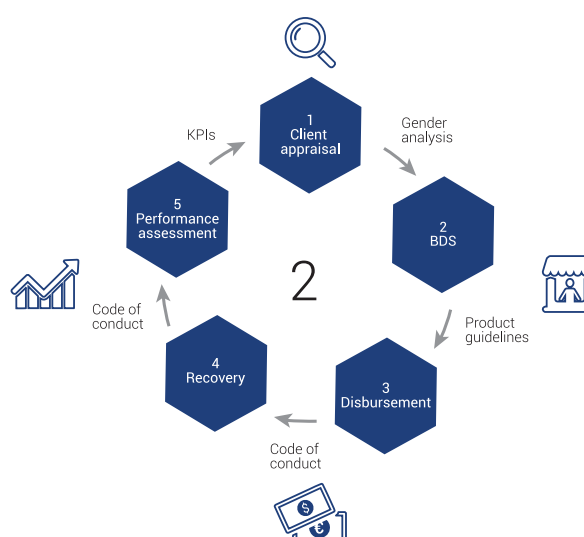 1
Client
appraisal
Gender
analysis
2
BDS
Product
guidelines
3
Disbursement
Code of
conduct
4
Recovery
Code of
conduct
5
Performance
assessment
KPIs
2
$
€